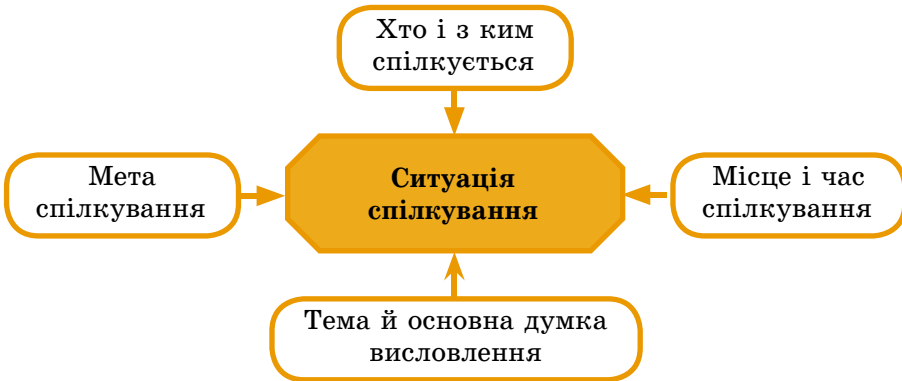 Хто і з ким
спілкується
Мета
спілкування
Ситуація
спілкування
Місце і час
спілкування
Тема й основна думка
висловлення